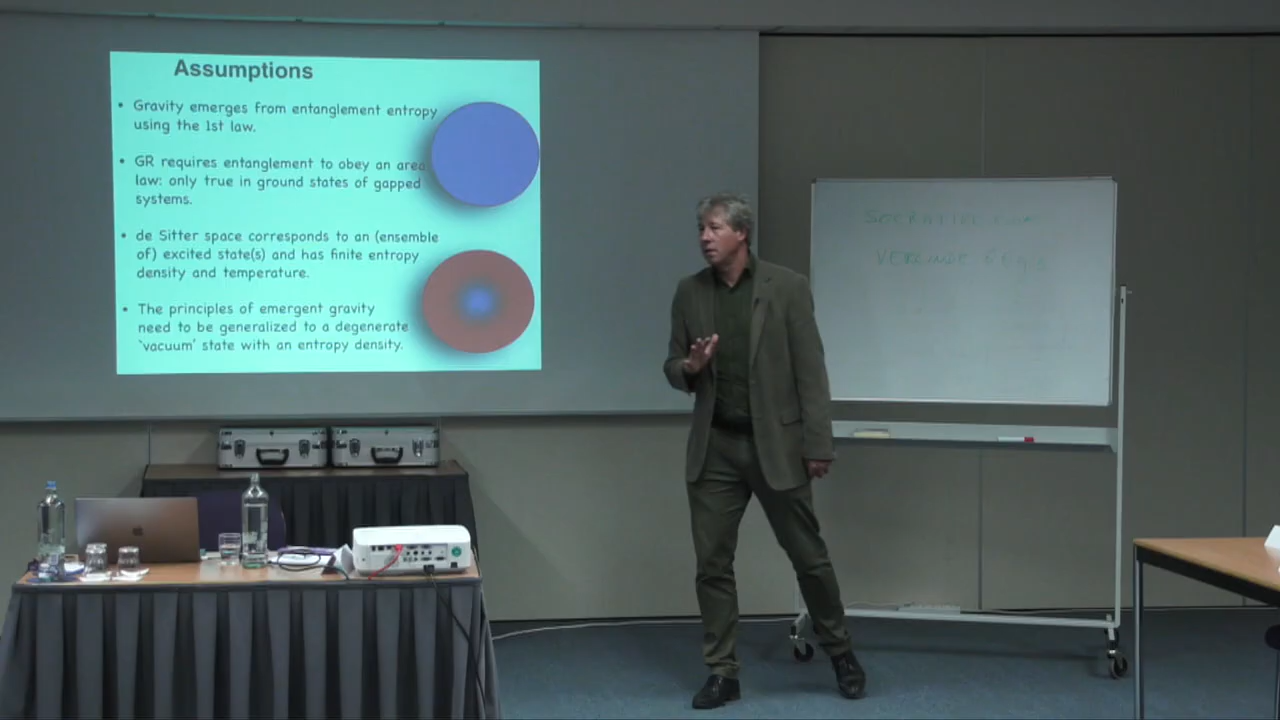 Assumptions
• Gravity emerges from entanglement entropy
using the 1st law.
• GR requires entanglement to obey an area
law: only true in ground states of gapped
systems.
• de Sitter space corresponds to an (ensemble
of) excited state(s) and has finite entropy
density and temperature.
• The principles of emergent gravity
need to be generalized to a degenerate
`vacuum' state with an entropy density.